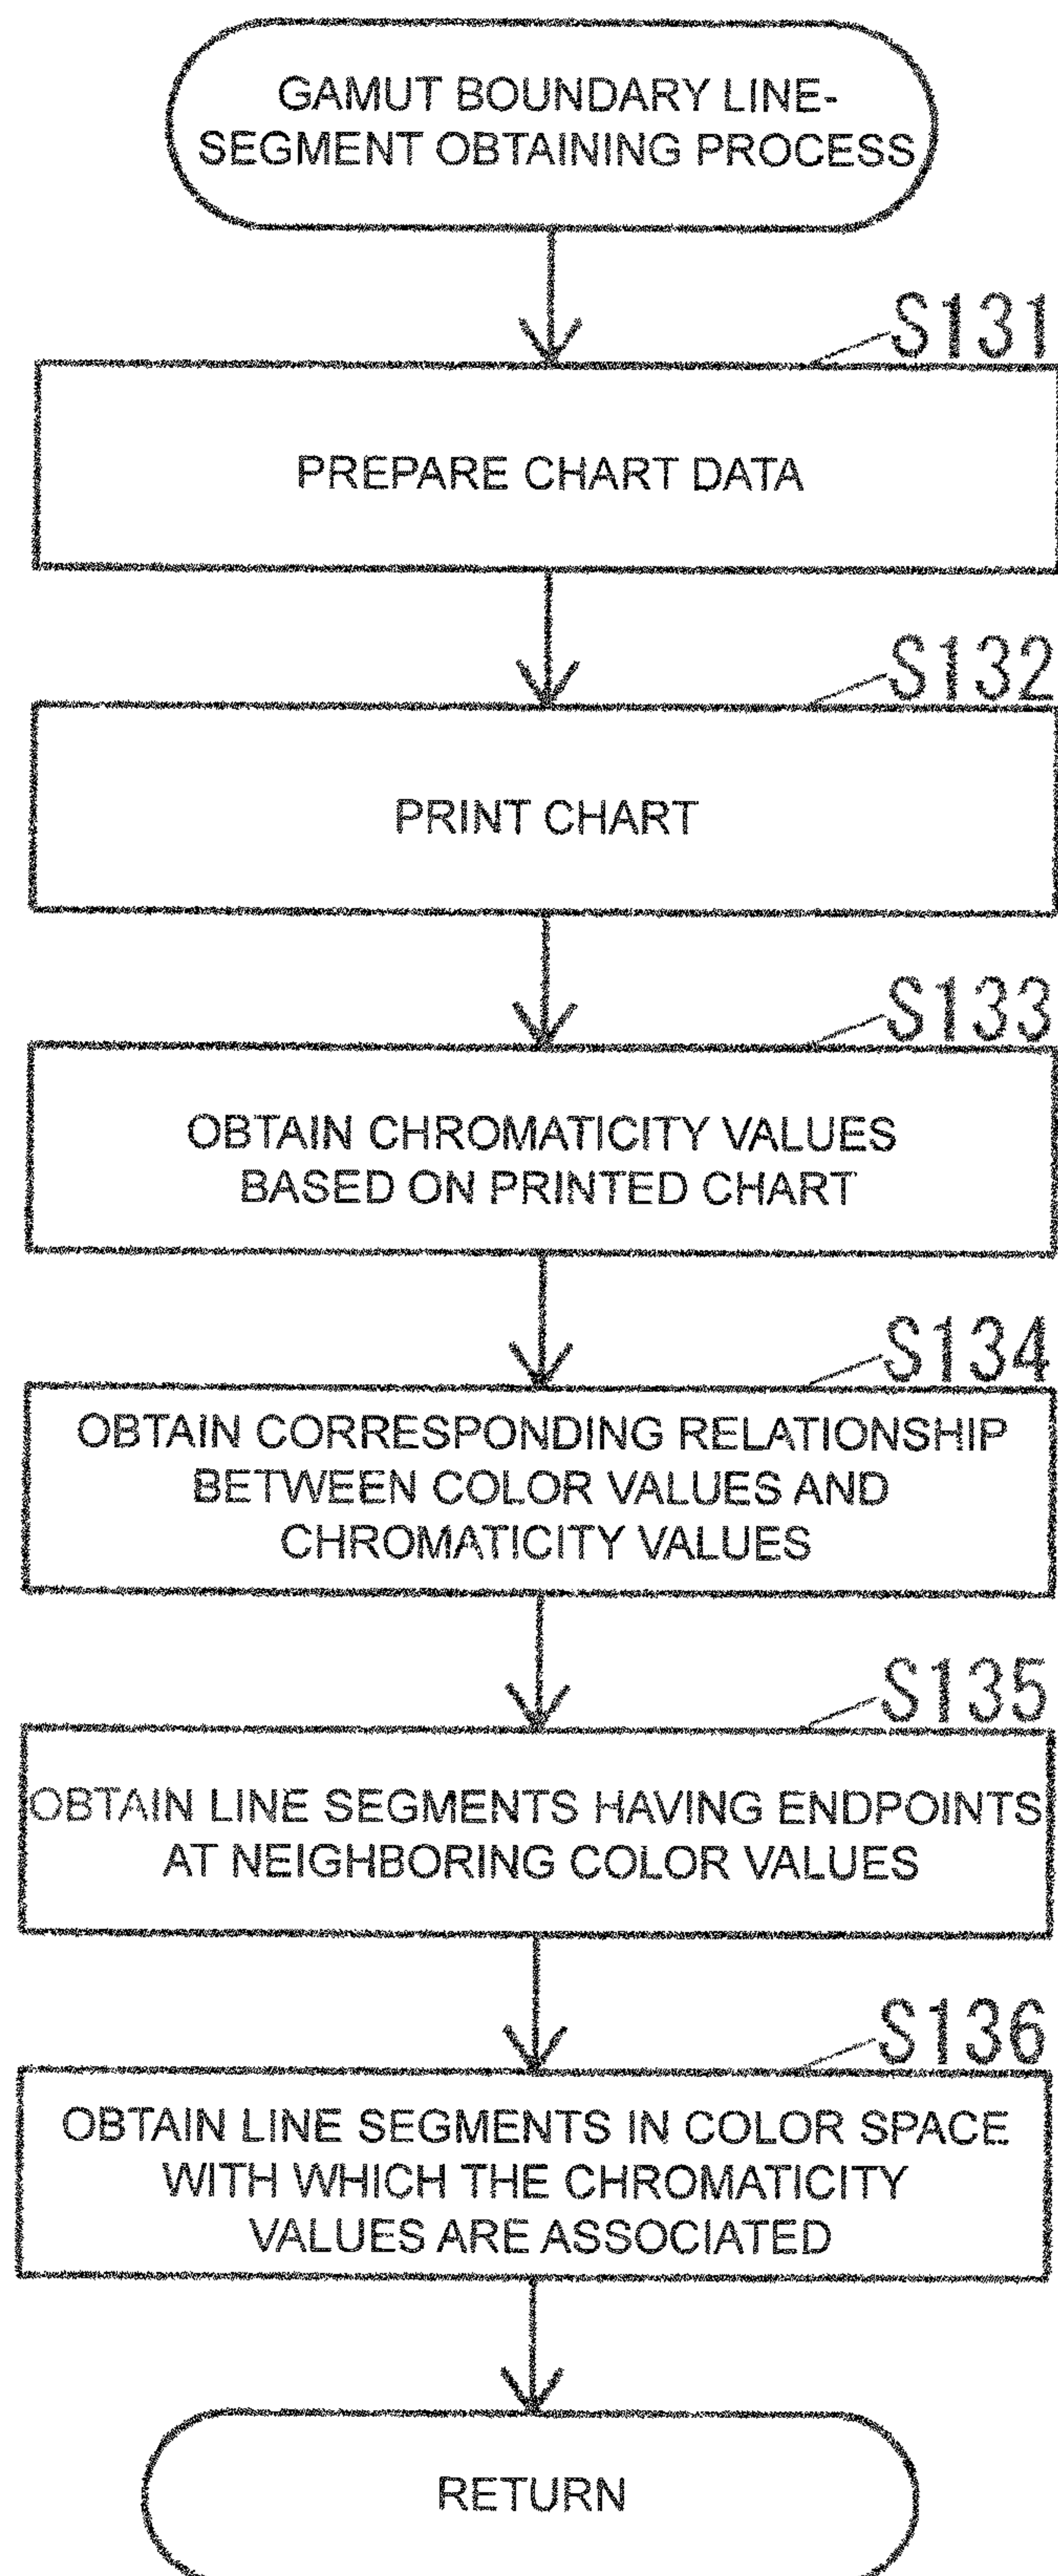 GAMUT BOUNDARY LINE-
SEGMENT OBTAINING PROCESS
S131
PREPARE CHART DATA
S132
PRINT CHART
S133
OBTAIN CHROMATICITY VALUES
BASED ON PRINTED CHART
S134
OBTAIN CORRESPONDING RELATIONSHIP
BETWEEN COLOR VALUES AND
CHROMATICITY VALUES
S135
OBTAIN LINE SEGMENTS HAVING ENDPOINTS
AT NEIGHBORING COLOR VALUES
S136
OBTAIN LINE SEGMENTS IN COLOR SPACE
WITH WHICH THE CHROMATICITY
VALUES ARE ASSOCIATED
RETURN